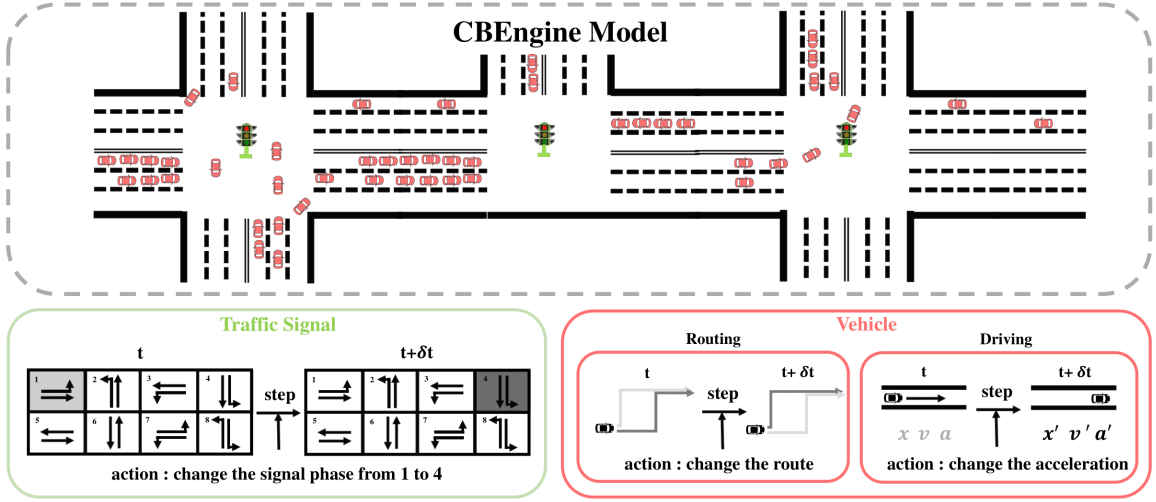 CBEngine Model
Traffic Signal
t
t+δt
1 2 3 4
5 6 7 8
step
1 2 3 4
5 6 7 8
action : change the signal phase from 1 to 4
Vehicle
Routing
t
t+ δt
step
action : change the route
Driving
t
t+ δt
step
x v a
x′ v ′ a′
action : change the acceleration